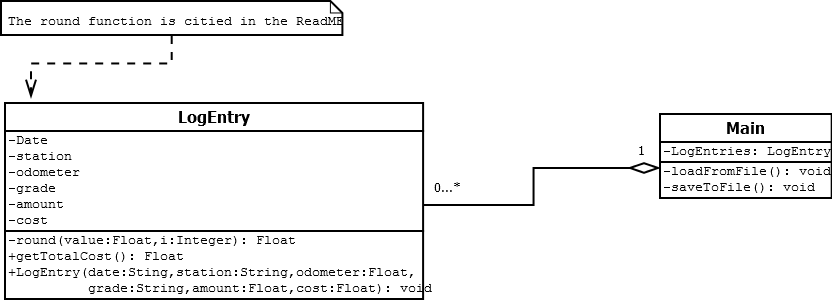 The round function is citied in the ReadME
LogEntry
-Date
-station
-odometer
-grade
-amount
-cost
-round(value:Float,i:Integer): Float
+getTotalCost(): Float
+LogEntry(date:Sting,station:String,odometer:Float,
grade:String,amount:Float,cost:Float): void
0...*
1
Main
-LogEntries: LogEntry
-loadFromFile(): void
-saveToFile(): void